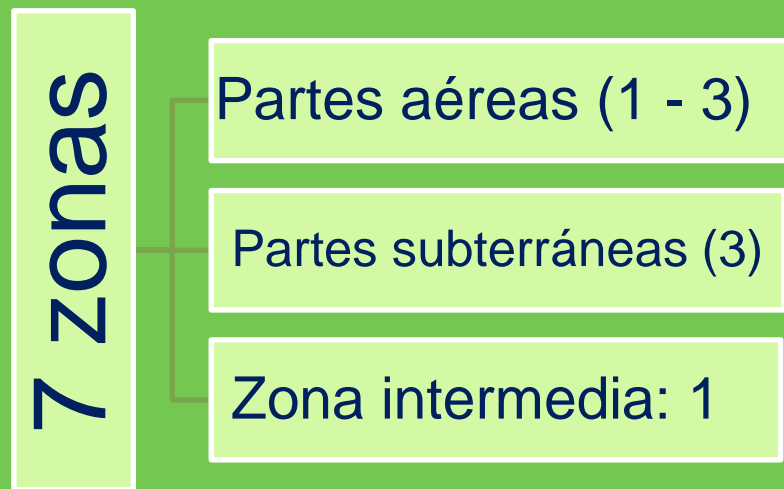 7 zonas
Partes aéreas (1 - 3)
Partes subterráneas (3)
Zona intermedia: 1